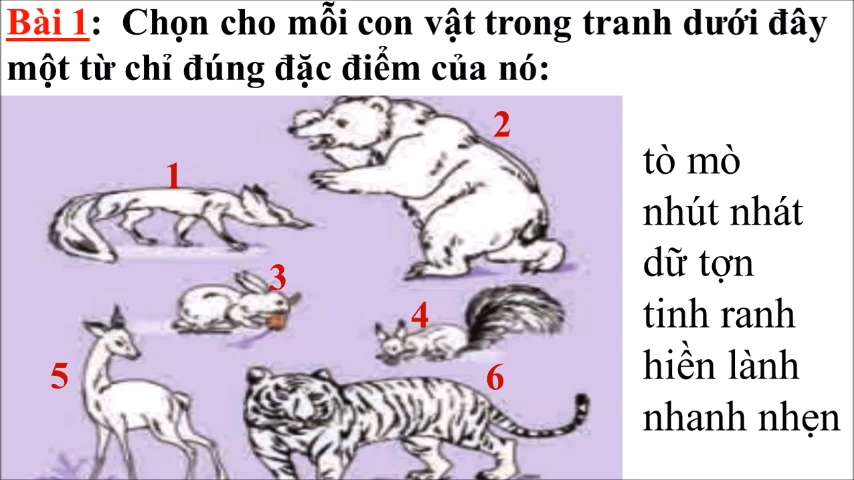 Bài 1: Chọn cho mỗi con vật trong tranh dưới đây
một từ chỉ đúng đặc điểm của nó:
1
2
3
4
5
6
tò mò
nhút nhát
dữ tợn
tinh ranh
hiền lành
nhanh nhẹn